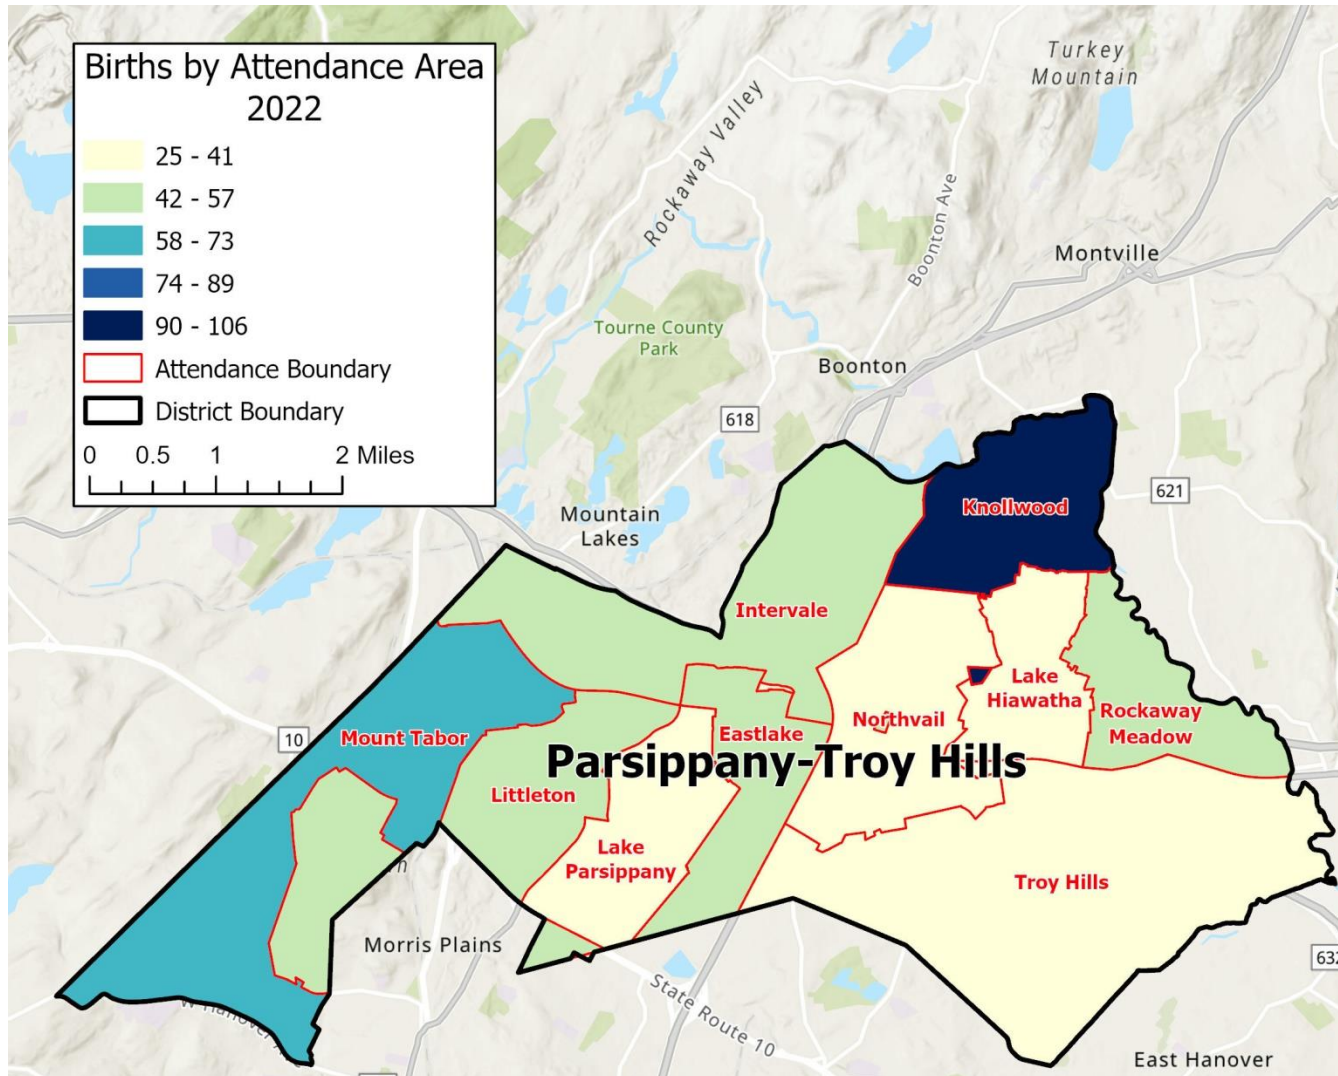 Births by Attendance Area
2022
25 - 41
42 - 57
58 - 73
74 - 89
90 - 106
Attendance Boundary
District Boundary
0 0.5 1 2 Miles
Turkey
Mountain
Rockaway Valley
Boonton Ave
Montville
Tourne County
Park
Boonton
618
621
Mountain
Lakes
Knollwood
Intervale
10
Mount Tabor
Lake
Hiawatha
Northvail
Rockaway
Meadow
Eastlake
Parsippany-Troy Hills
Littleton
Lake
Parsippany
Troy Hills
Morris Plains
State Route 10
632
East Hanover